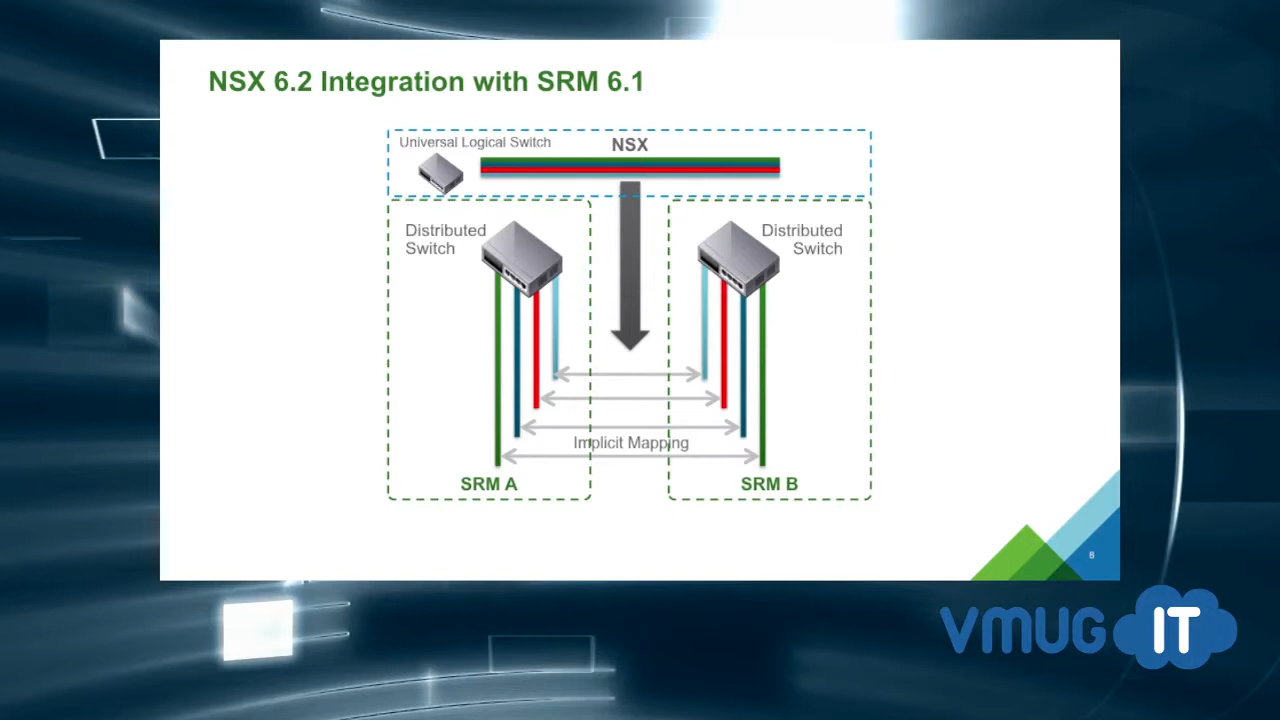 NSX 6.2 Integration with SRM 6.1
Universal Logical Switch
NSX
Distributed
Switch
Distributed
Switch
Implicit Mapping
SRM A
SRM B
8
VMUG IT